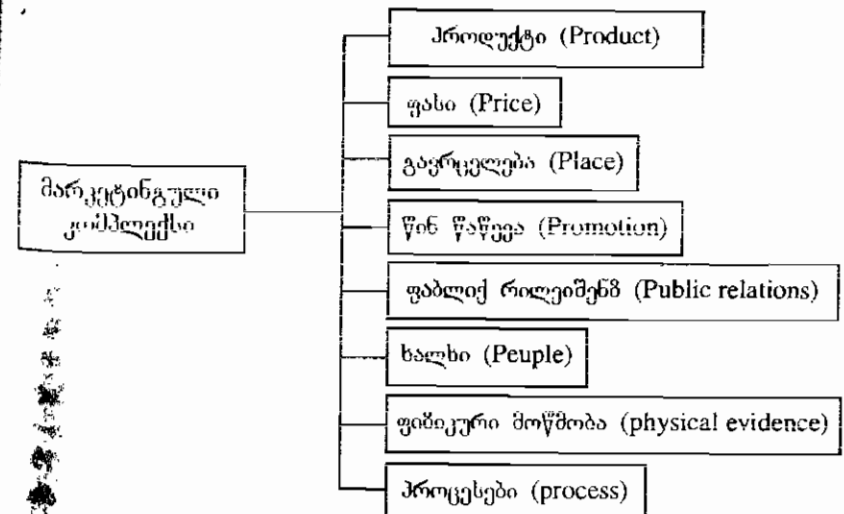 პროდუქტი (Product)
ფასი (Price)
გავრცელება (Place)
მარკეტინგული
კომპლექსი
წინ წაწევა (Promotion)
ფაბლიქ რილეიშენზ (Public relations)
ხალხი (Peuple)
ფიზიკური მოწმობა (physical evidence)
პროცესები (process)